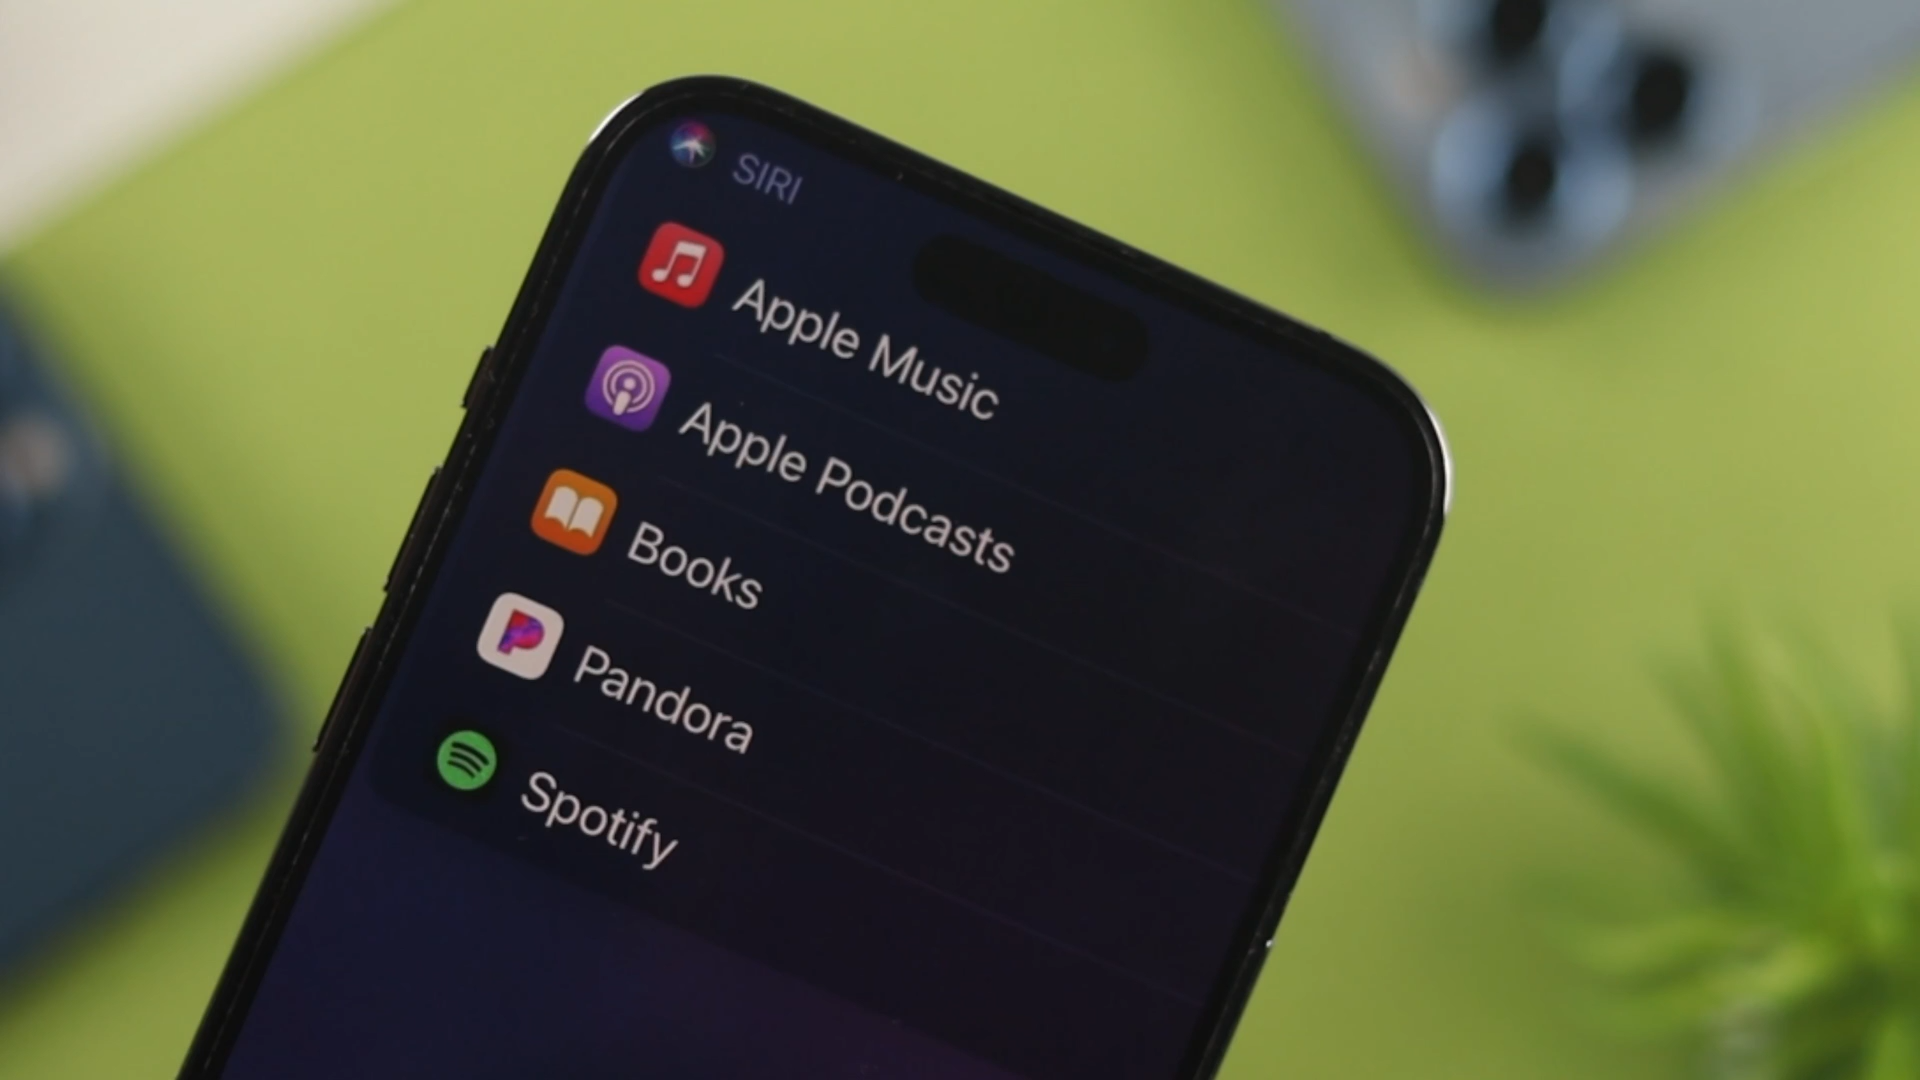 SIRI
Apple Music
Apple Podcasts
Books
Pandora
Spotify